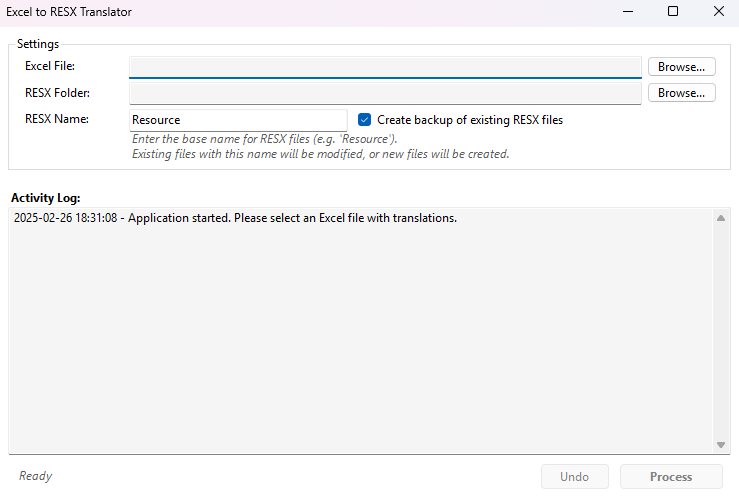 Excel to RESX Translator
Settings
Excel File:
Browse...
RESX Folder:
Browse...
RESX Name:
Resource
Create backup of existing RESX files
Enter the base name for RESX files (e.g. 'Resource').
Existing files with this name will be modified, or new files will be created.
Activity Log:
2025-02-26 18:31:08 - Application started. Please select an Excel file with translations.
Ready
Undo
Process